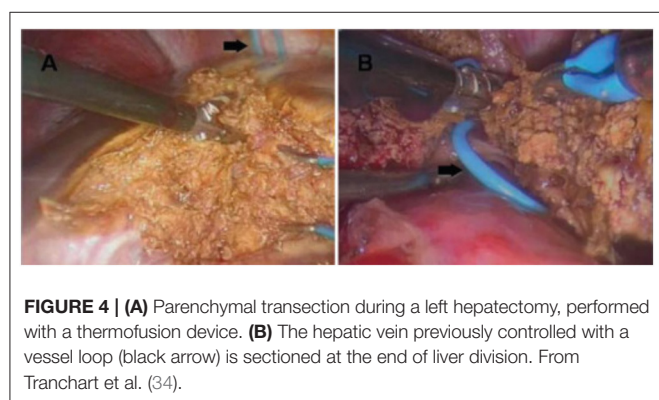 A
B
FIGURE 4 | (A) Parenchymal transection during a left hepatectomy, performed
with a thermofusion device. (B) The hepatic vein previously controlled with a
vessel loop (black arrow) is sectioned at the end of liver division. From
Tranchart et al. (34).